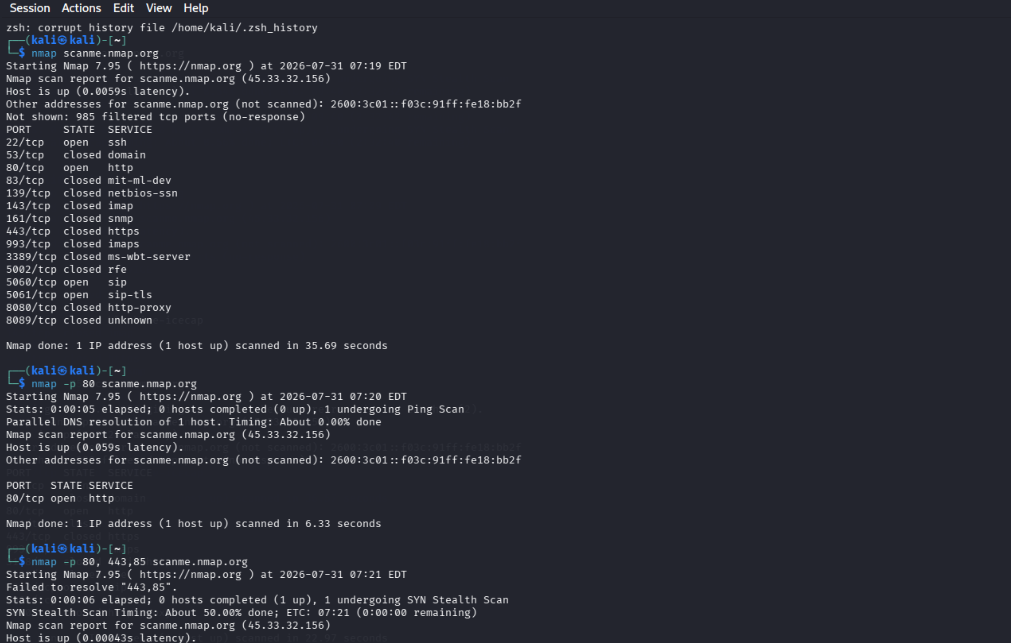 Session Actions Edit View Help
zsh: corrupt history file /home/kali/.zsh_history
┌──(kali㉿kali)-[~]
└─$ nmap scanme.nmap.org
Starting Nmap 7.95 ( https://nmap.org ) at 2026-07-31 07:19 EDT
Nmap scan report for scanme.nmap.org (45.33.32.156)
Host is up (0.0059s latency).
Other addresses for scanme.nmap.org (not scanned): 2600:3c01::f03c:91ff:fe18:bb2f
Not shown: 985 filtered tcp ports (no-response)
PORT     STATE  SERVICE
22/tcp   open   ssh
53/tcp   closed domain
80/tcp   open   http
83/tcp   closed mit-ml-dev
139/tcp  closed netbios-ssn
143/tcp  closed imap
161/tcp  closed snmp
443/tcp  closed https
993/tcp  closed imaps
3389/tcp closed ms-wbt-server
5002/tcp closed rfe
5060/tcp open   sip
5061/tcp open   sip-tls
8080/tcp closed http-proxy
8089/tcp closed unknown
Nmap done: 1 IP address (1 host up) scanned in 35.69 seconds
┌──(kali㉿kali)-[~]
└─$ nmap -p 80 scanme.nmap.org
Starting Nmap 7.95 ( https://nmap.org ) at 2026-07-31 07:20 EDT
Stats: 0:00:05 elapsed; 0 hosts completed (0 up), 1 undergoing Ping Scan
Parallel DNS resolution of 1 host. Timing: About 0.00% done
Nmap scan report for scanme.nmap.org (45.33.32.156)
Host is up (0.059s latency).
Other addresses for scanme.nmap.org (not scanned): 2600:3c01::f03c:91ff:fe18:bb2f
PORT   STATE SERVICE
80/tcp open  http
Nmap done: 1 IP address (1 host up) scanned in 6.33 seconds
┌──(kali㉿kali)-[~]
└─$ nmap -p 80, 443,85 scanme.nmap.org
Starting Nmap 7.95 ( https://nmap.org ) at 2026-07-31 07:21 EDT
Failed to resolve "443,85".
Stats: 0:00:06 elapsed; 0 hosts completed (1 up), 1 undergoing SYN Stealth Scan
SYN Stealth Scan Timing: About 50.00% done; ETC: 07:21 (0:00:00 remaining)
Nmap scan report for scanme.nmap.org (45.33.32.156)
Host is up (0.00043s latency).